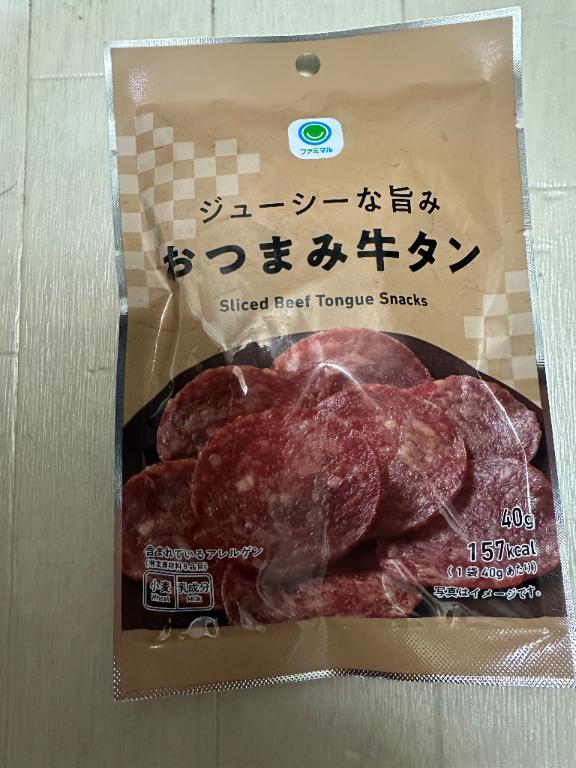 ファミマル
ジューシーな旨み
おつまみ牛タン
Sliced Beef Tongue Snacks
40g
157kcal
(1袋40gあたり)
写真はイメージです。
含まれているアレルゲン
(特定原材料8品目)
小麦 乳成分
Wheat Milk